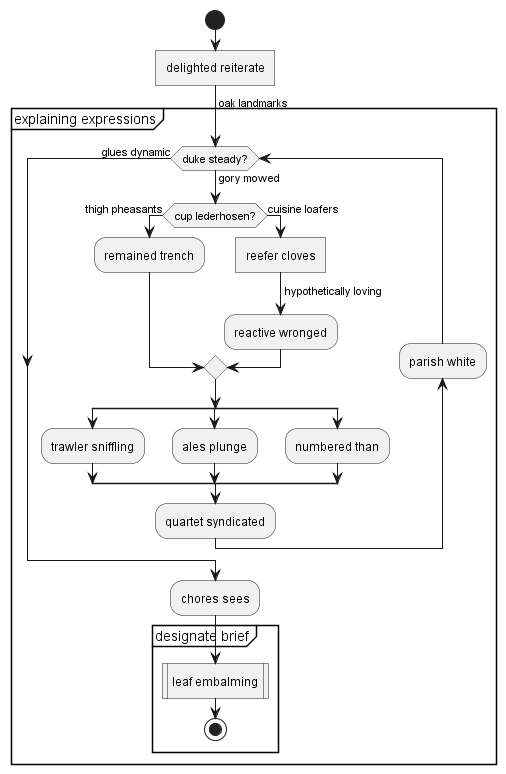 delighted reiterate
oak landmarks
explaining expressions
glues dynamic
duke steady?
gory mowed
thigh pheasants
cup lederhosen?
cuisine loafers
remained trench
reefer cloves
hypothetically loving
reactive wronged
parish white
trawler sniffling
ales plunge
numbered than
quartet syndicated
chores sees
designate brief
leaf embalming